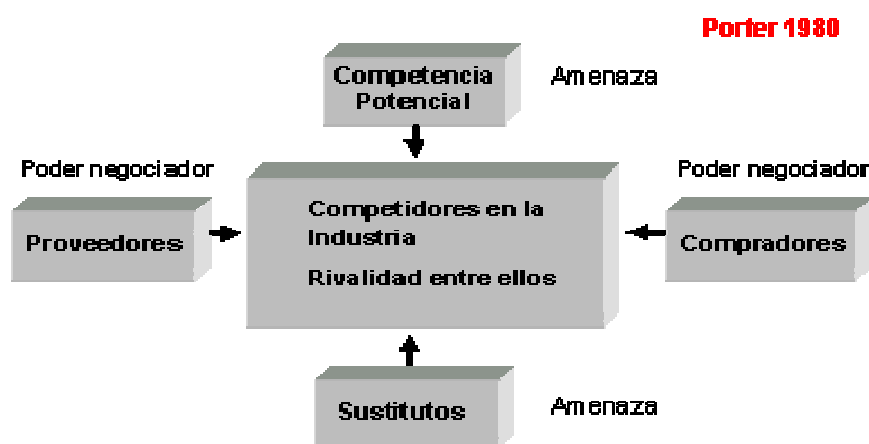 Porter 1980
Competencia
Potencial
Amenaza
Poder negociador
Poder negociador
Proveedores
Competidores en la
Industria
Rivalidad entre ellos
Compradores
Sustitutos
Amenaza